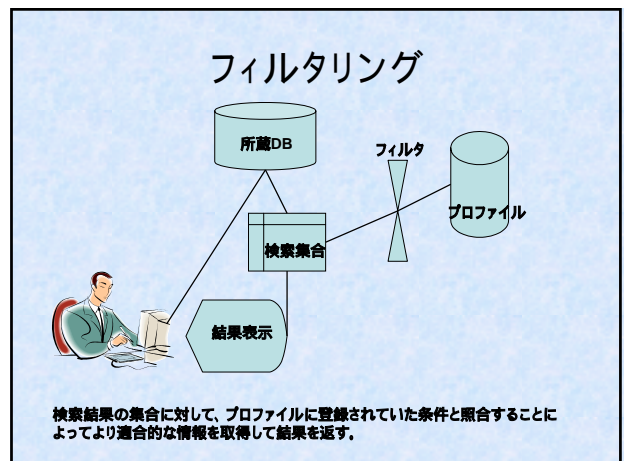 フィルタリング
所蔵DB
フィルタ
プロファイル
検索集合
結果表示
検索結果の集合に対して、プロファイルに登録されていた条件と照合することに
よってより適合的な情報を取得して結果を返す。